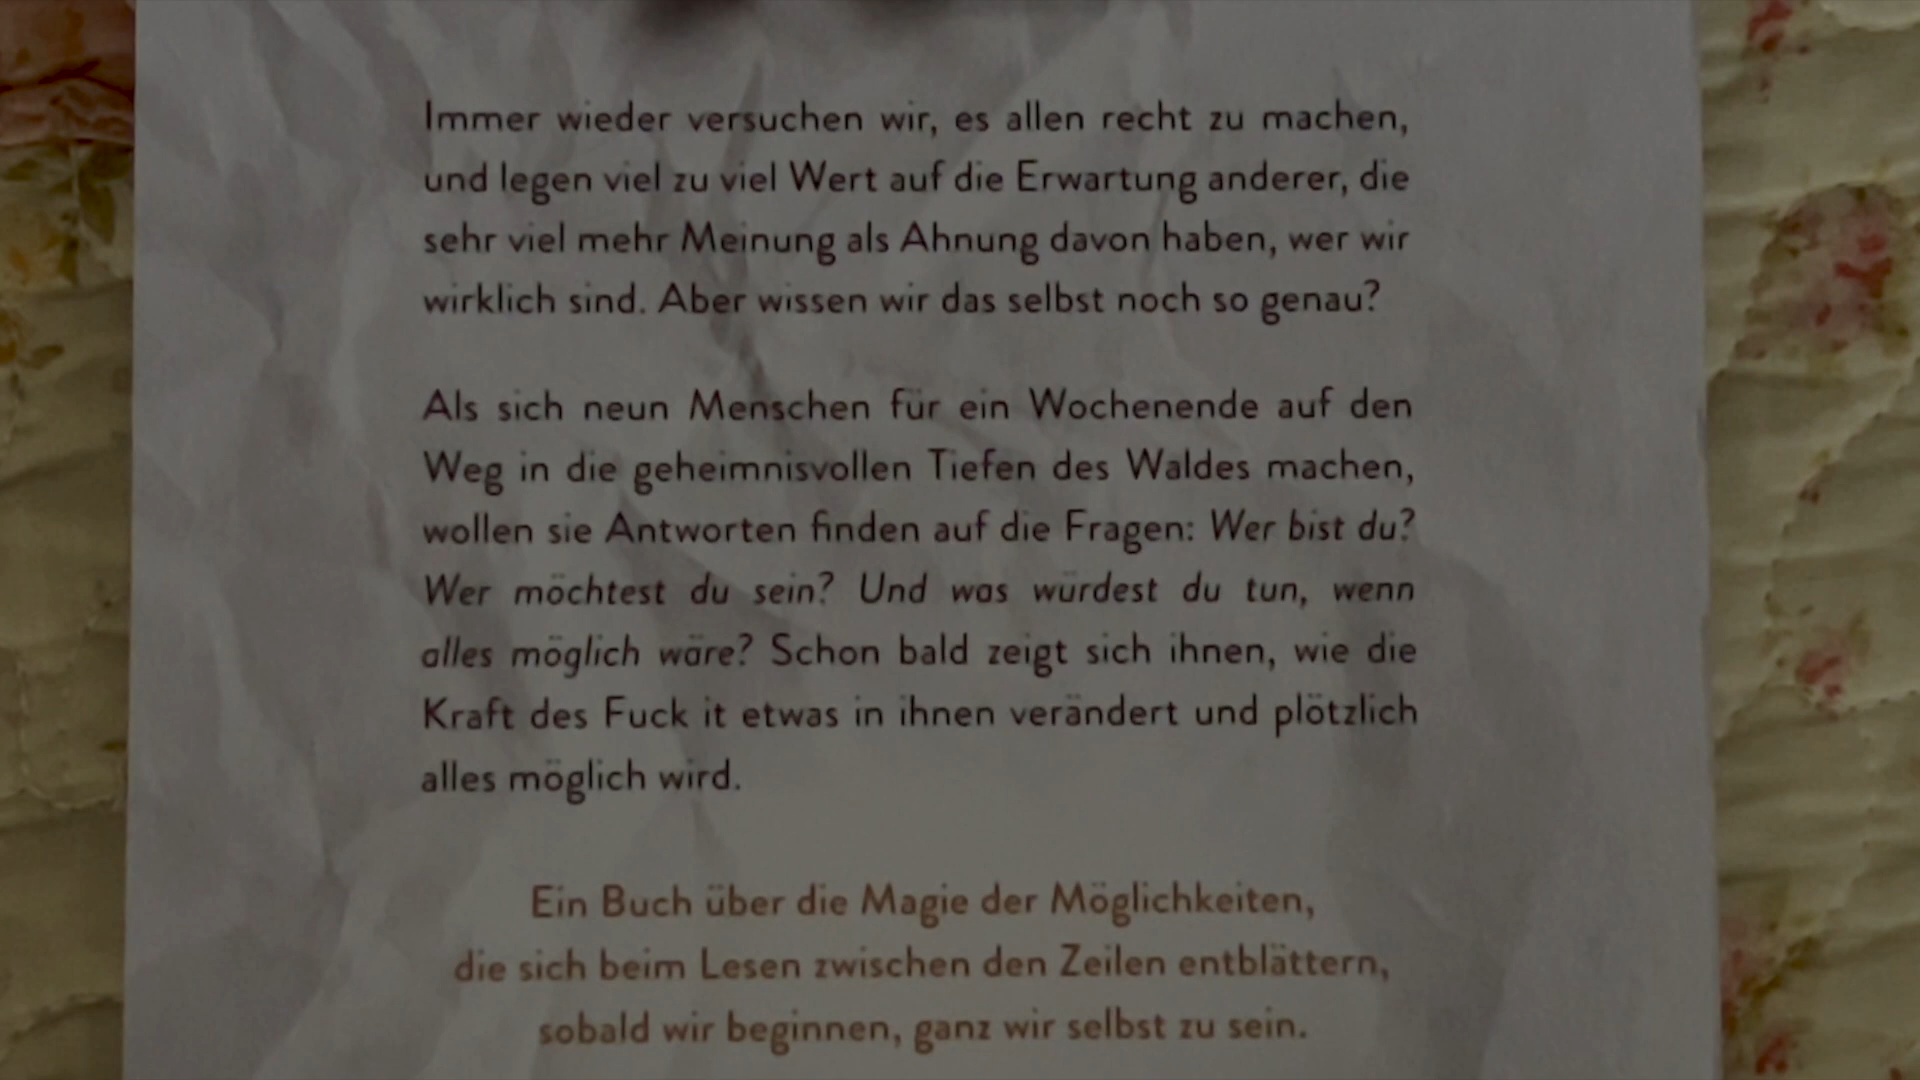 Immer wieder versuchen wir, es allen recht zu machen,
und legen viel zu viel Wert auf die Erwartung anderer, die
sehr viel mehr Meinung als Ahnung davon haben, wer wir
wirklich sind. Aber wissen wir das selbst noch so genau?
Als sich neun Menschen für ein Wochenende auf den
Weg in die geheimnisvollen Tiefen des Waldes machen,
wollen sie Antworten finden auf die Fragen: Wer bist du?
Wer möchtest du sein? Und was würdest du tun, wenn
alles möglich wäre? Schon bald zeigt sich ihnen, wie die
Kraft des Fuck it etwas in ihnen verändert und plötzlich
alles möglich wird.
Ein Buch über die Magie der Möglichkeiten,
die sich beim Lesen zwischen den Zeilen entblättern,
sobald wir beginnen, ganz wir selbst zu sein.